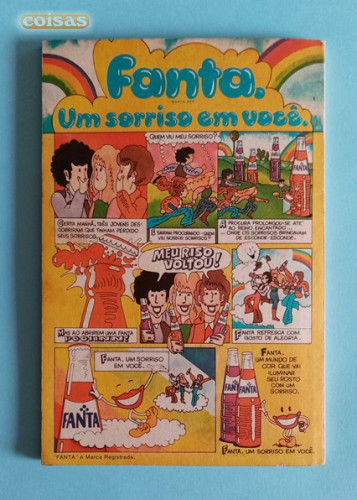 coisas
Fanta.
MARCA REG.
Um sorriso em você.
QUEM VIU MEU SORRISO?
CERTA MANHÃ, TRÊS JOVENS DES-
COBRIRAM QUE TINHAM PERDIDO
SEUS SORRISOS...
E SAÍRAM PROCURANDO - QUEM
VIU NOSSOS SORRISOS?
A PROCURA PROLONGOU-SE ATÉ
AO REINO ENCANTADO...
...ONDE OS SORRISOS BRINCAVAM
DE ESCONDE-ESCONDE.
MEU RISO
VOLTOU!
MAS AO ABRIREM UMA FANTA
FANTA REFRESCA COM
GOSTO DE ALEGRIA.
FANTA, UM SORRISO
EM VOCÊ.
FANTA
FANTA,
UM MUNDO DE
COR QUE VAI
ILUMINAR
SEU ROSTO
COM UM
SORRISO.
FANTA
FANTA
FANTA, UM SORRISO EM VOCÊ.
"FANTA" é Marca Registrada.